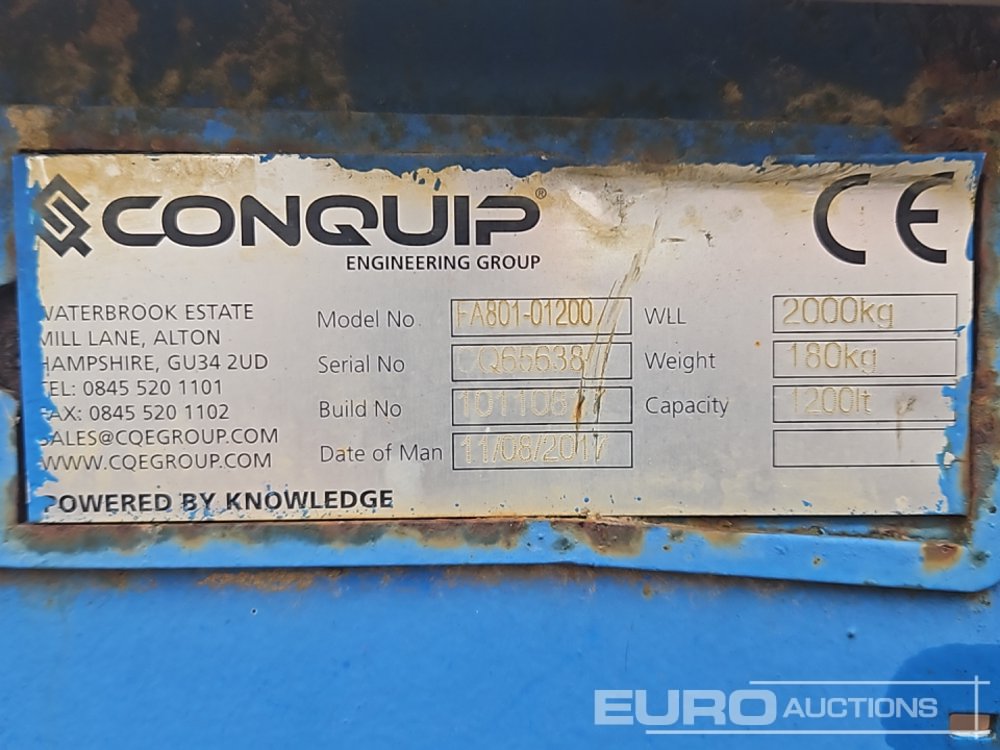 CONQUIP®
ENGINEERING GROUP
CE
WATERBROOK ESTATE
MILL LANE, ALTON
HAMPSHIRE, GU34 2UD
TEL: 0845 520 1101
FAX: 0845 520 1102
SALES@CQEGROUP.COM
WWW.CQEGROUP.COM
POWERED BY KNOWLEDGE
Model No FA801-01200
Serial No CQ65638
Build No
Date of Man 11/08/2017
WLL 2000kg
Weight 180kg
Capacity 1200lt
EURO AUCTIONS